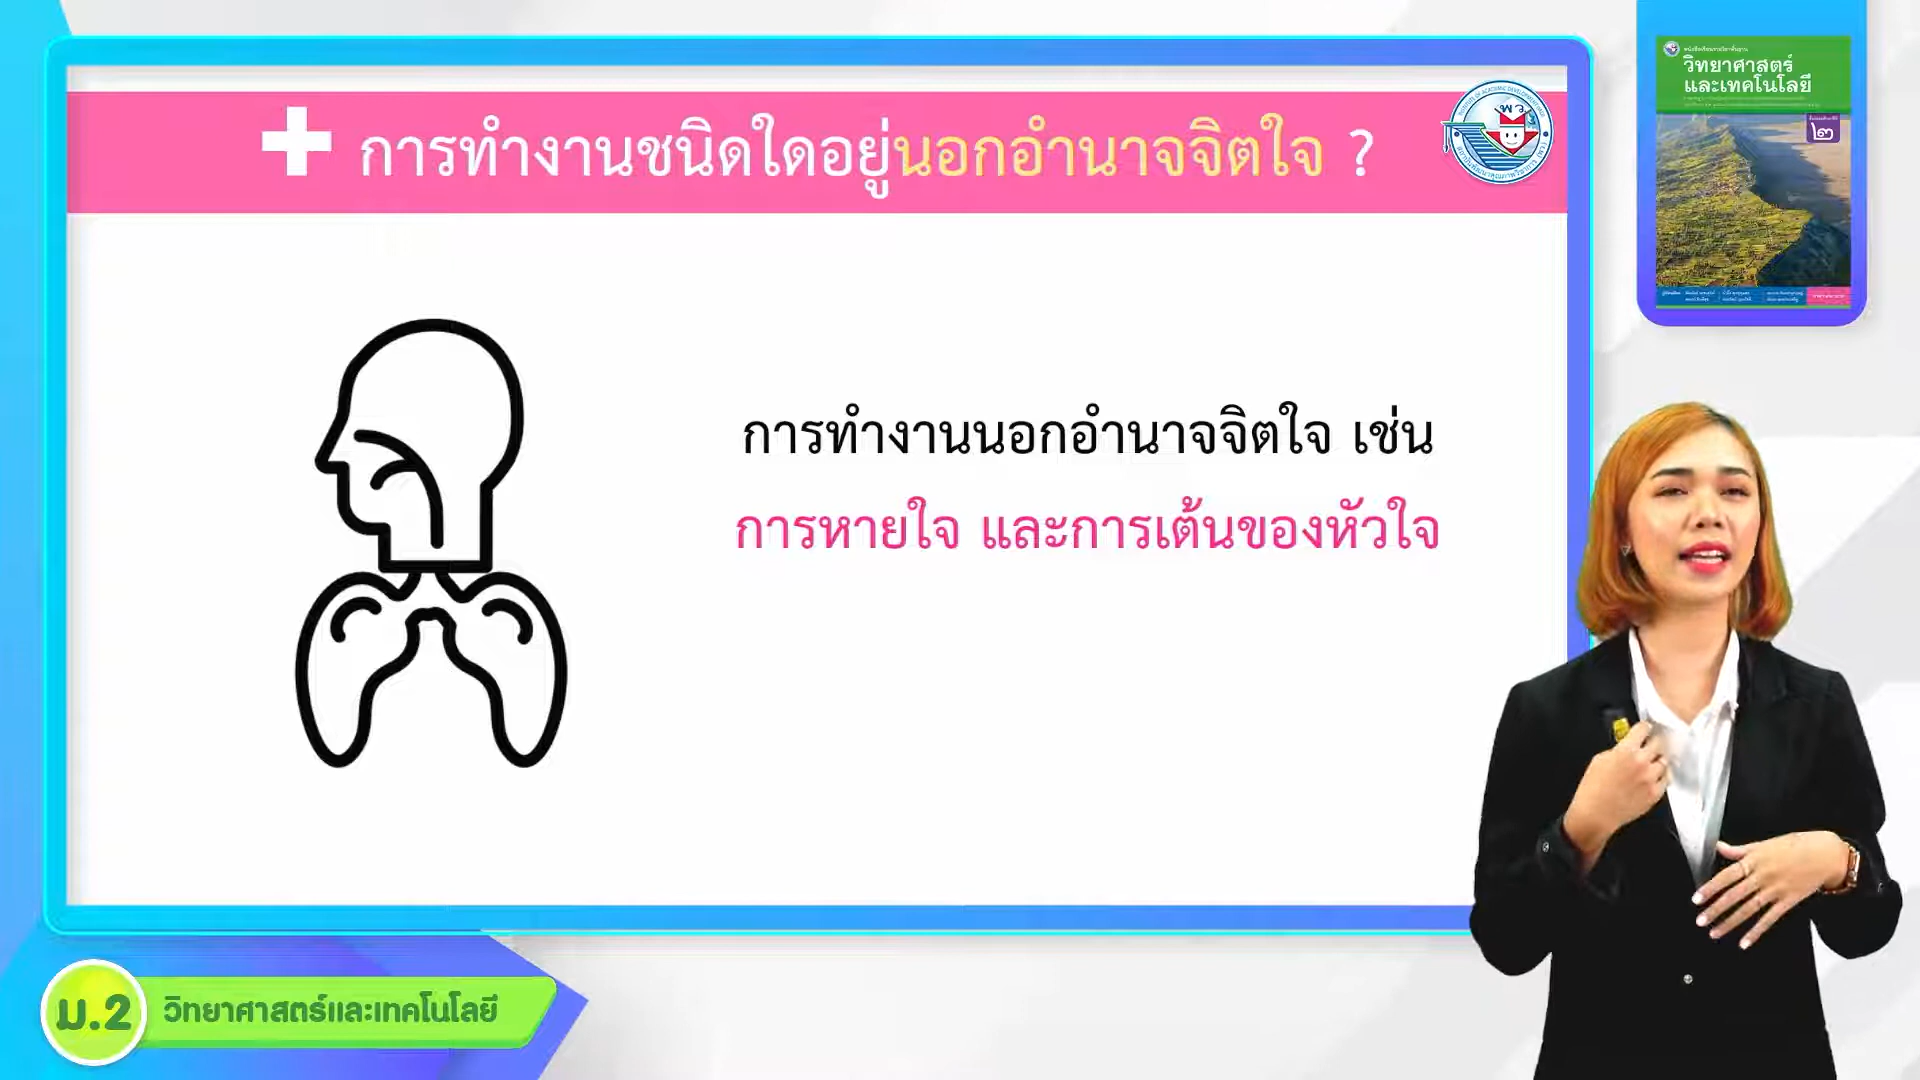 การทำงานชนิดใดอยู่นอกอำนาจจิตใจ ?
การทำงานนอกอำนาจจิตใจ เช่น
การหายใจ และการเต้นของหัวใจ
วิทยาศาสตร์
และเทคโนโลยี
๒
พว
ม.2 วิทยาศาสตร์และเทคโนโลยี